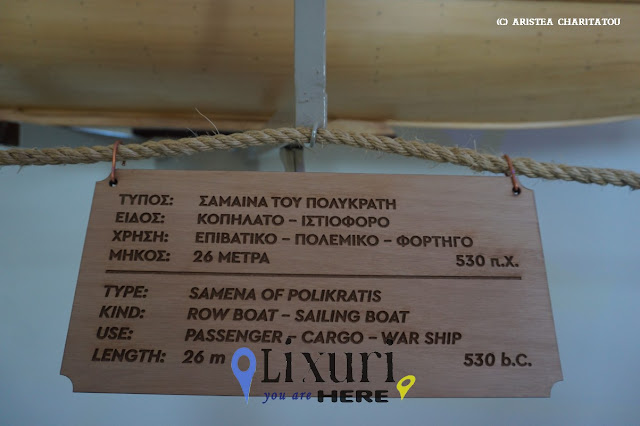 (C) ARISTEA CHARITATOU
ΤΥΠΟΣ: ΣΑΜΑΙΝΑ ΤΟΥ ΠΟΛΥΚΡΑΤΗ
ΕΙΔΟΣ: ΚΟΠΗΛΑΤΟ – ΙΣΤΙΟΦΟΡΟ
ΧΡΗΣΗ: ΕΠΙΒΑΤΙΚΟ – ΠΟΛΕΜΙΚΟ – ΦΟΡΤΗΓΟ
ΜΗΚΟΣ: 26 ΜΕΤΡΑ 530 π.Χ.
TYPE: SAMENA OF POLIKRATIS
KIND: ROW BOAT – SAILING BOAT
USE: PASSENGER – CARGO – WAR SHIP
LENGTH: 26 m 530 b.C.
Lixuri
you are HERE